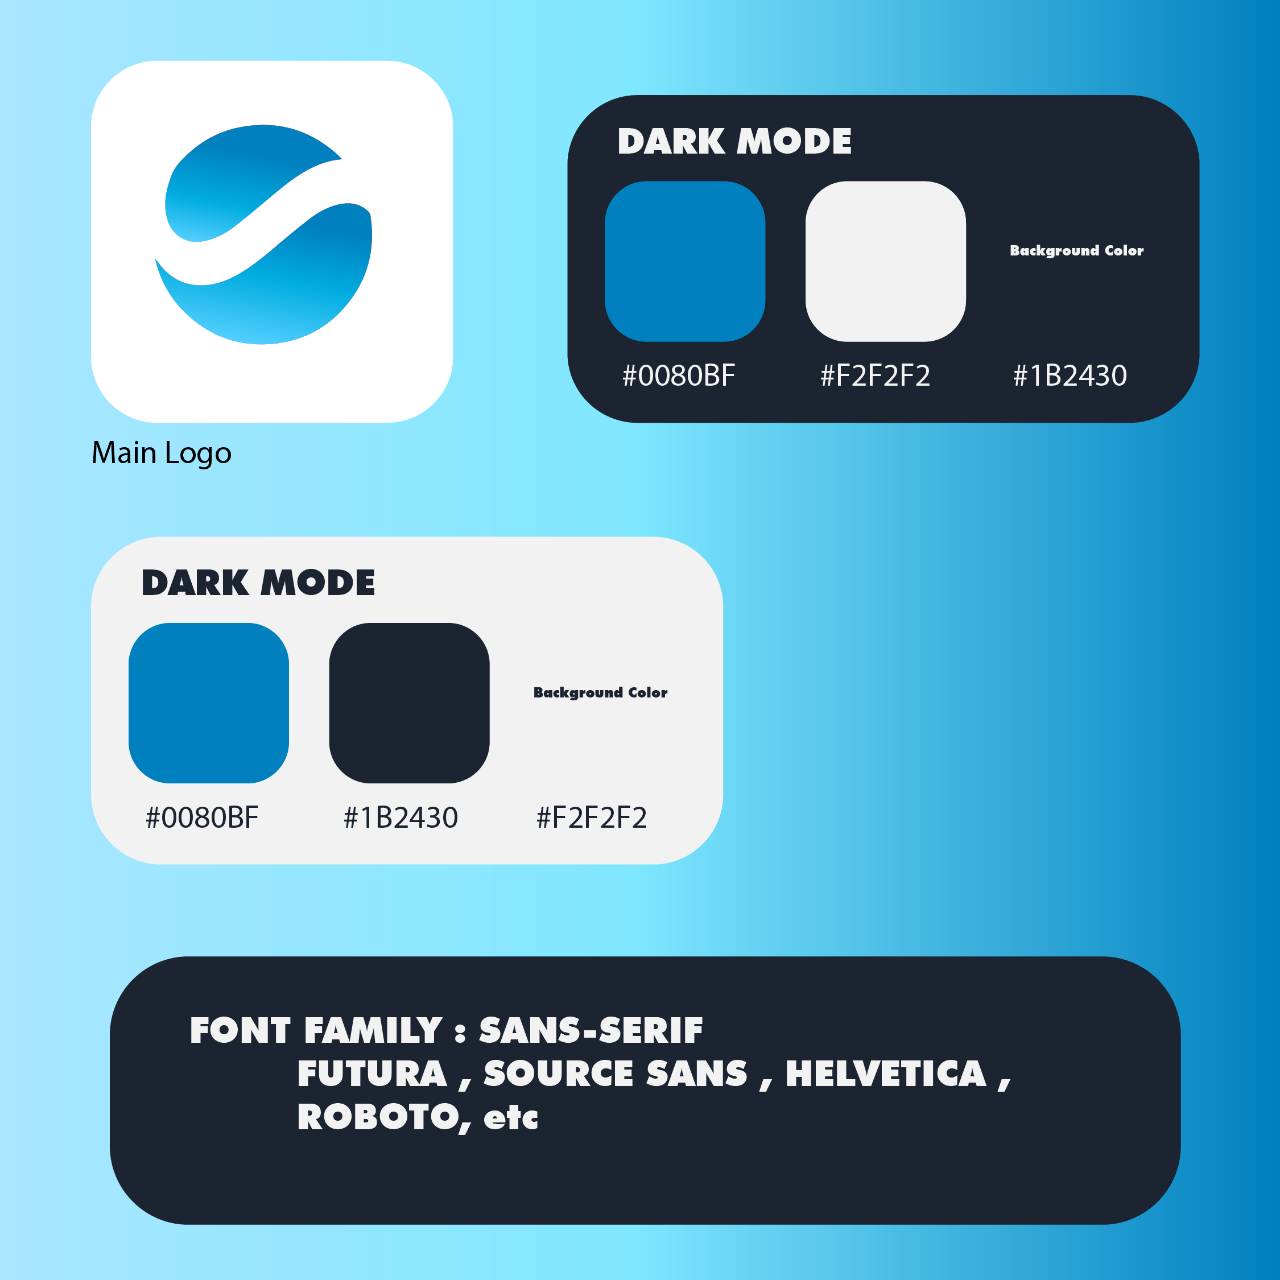 DARK MODE
Background Color
#0080BF
#F2F2F2
#1B2430
Main Logo
DARK MODE
Background Color
#0080BF
#1B2430
#F2F2F2
FONT FAMILY : SANS-SERIF
FUTURA , SOURCE SANS , HELVETICA ,
ROBOTO, etc